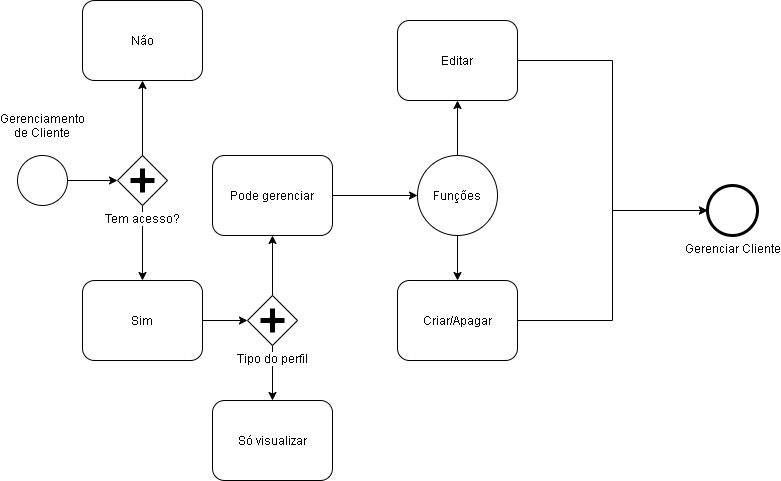 Não
Editar
Gerenciamento
de Cliente
Tem acesso?
Pode gerenciar
Funções
Gerenciar Cliente
Sim
Criar/Apagar
Tipo do perfil
Só visualizar